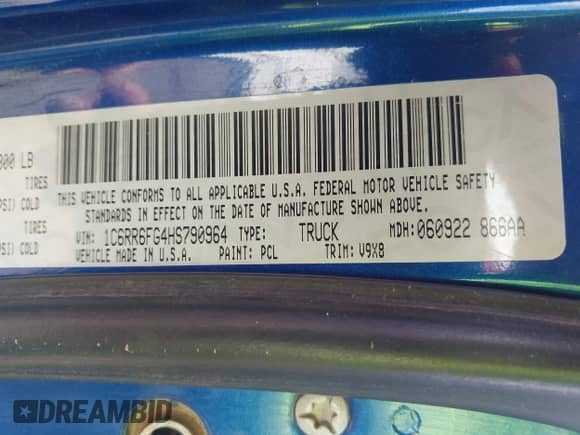 800 LB
TIRES
PSI) COLD
TIRES
PSI) COLD
THIS VEHICLE CONFORMS TO ALL APPLICABLE U.S.A. FEDERAL MOTOR VEHICLE SAFETY
STANDARDS IN EFFECT ON THE DATE OF MANUFACTURE SHOWN ABOVE.
VIN: 1C6RR6FG4HS790964 TYPE: TRUCK MDH: 060922 866AA
VEHICLE MADE IN U.S.A. PAINT: PCL TRIM: V9X8
DREAMBID